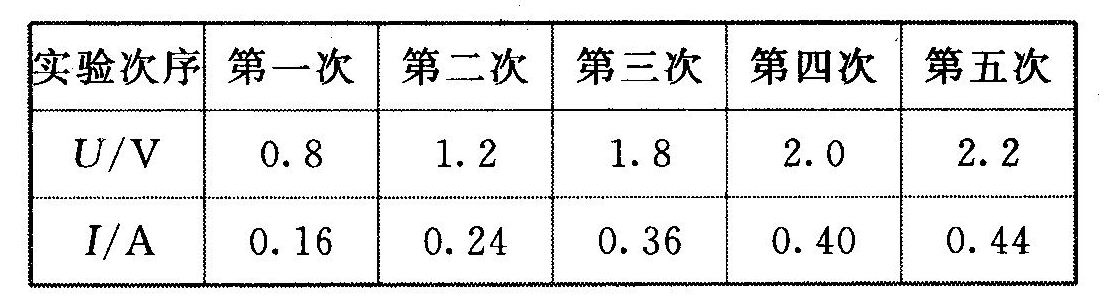 实验次序 第一次 第二次 第三次 第四次 第五次
U/V 0.8 1.2 1.8 2.0 2.2
I/A 0.16 0.24 0.36 0.40 0.44